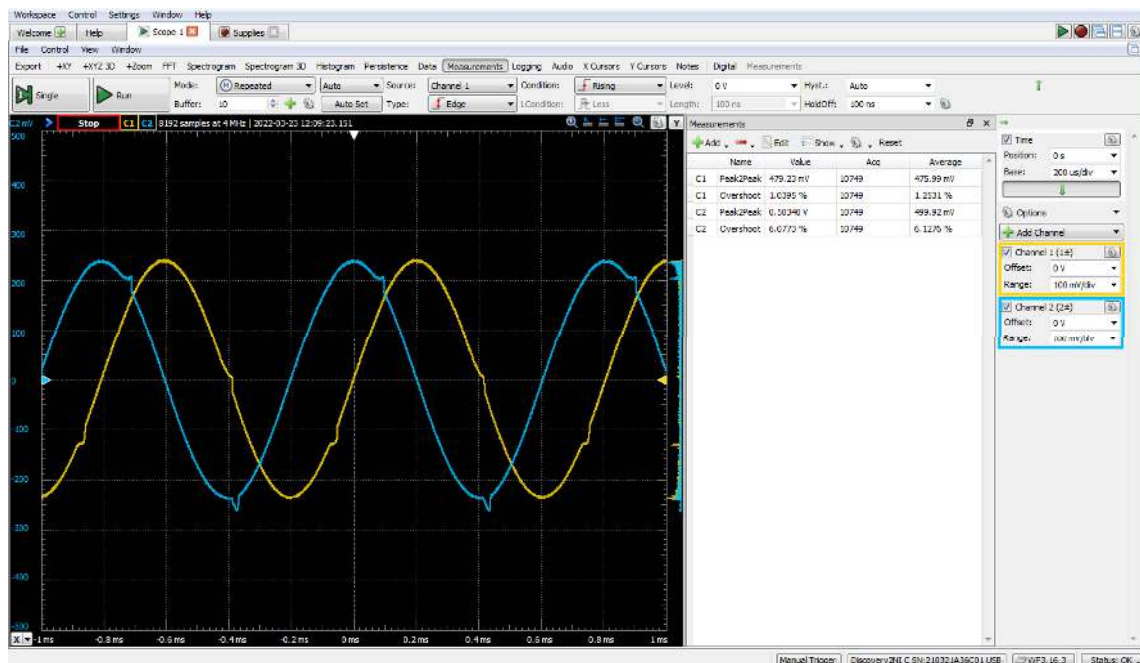 Workspace Control Settings Window Help
Welcome Help Scope 1 Supplies
File Control View Window
Export +XY +XYZ 3D +Zoom FFT Spectrogram Spectrogram 3D Histogram Persistence Data Measurements Logging Audio X Cursors Y Cursors Notes Digital Measurements
Single Run Mode: Repeated Auto Source: Channel 1 Condition: Rising Level: 0 V Hyst.: Auto
Buffer: 10 Auto Set Type: Edge LCondition: Less Length: 100 ns HoldOff: 100 ns
C2 mV Stop C1 C2 8192 samples at 4 MHz | 2022-03-23 12:09:23.151 Y
Measurements
Add Edit Show Reset
Name Value Acq Average
C1 Peak2Peak 479.23 mV 10749 475.99 mV
C1 Overshoot 1.0395 % 10749 1.2531 %
C2 Peak2Peak 0.50340 V 10749 499.92 mV
C2 Overshoot 6.0773 % 10749 6.1276 %
Time
Position: 0 s
Base: 200 us/div
Options
Add Channel
Channel 1 (1±)
Offset: 0 V
Range: 100 mV/div
Channel 2 (2±)
Offset: 0 V
Range: 100 mV/div
500
400
300
200
100
0
-100
-200
-300
-400
-500
X -1 ms -0.8 ms -0.6 ms -0.4 ms -0.2 ms 0 ms 0.2 ms 0.4 ms 0.6 ms 0.8 ms 1 ms
Manual Trigger Discovery2NI C SN:210321A36C01 USB WF3.16.3 Status: OK